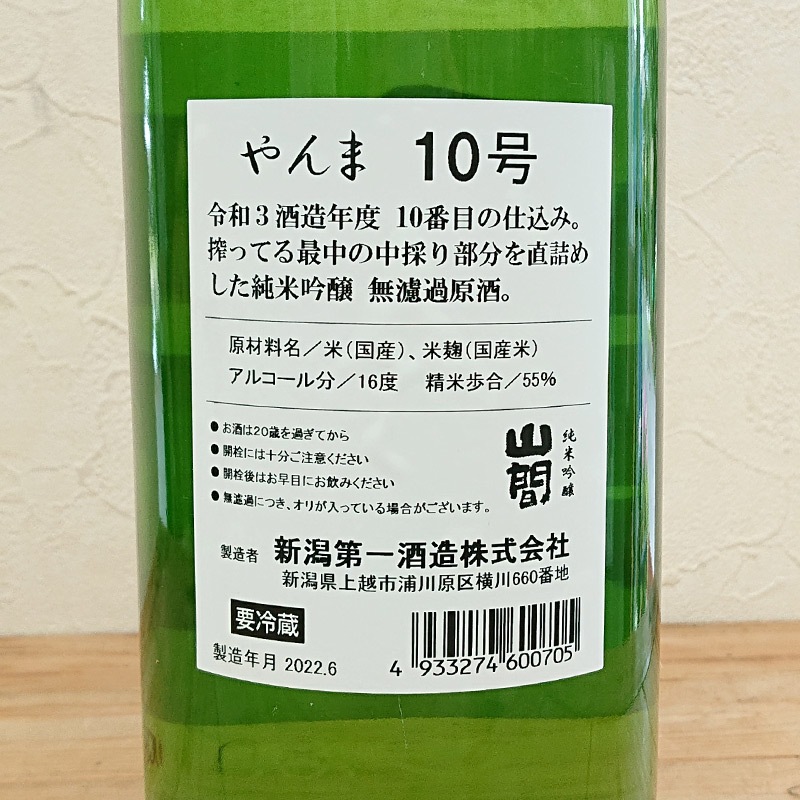 やんま 10号
令和3酒造年度 10番目の仕込み。
搾ってる最中の中採り部分を直詰め
した純米吟醸 無濾過原酒。
原材料名/米(国産)、米麹(国産米)
アルコール分/16度 精米歩合/55%
●お酒は20歳を過ぎてから
●開栓には十分ご注意ください
●開栓後はお早目にお飲みください
●無濾過につき、オリが入っている場合がございます。
純米吟醸
山間
製造者 新潟第一酒造株式会社
新潟県上越市浦川原区横川660番地
要冷蔵
製造年月 2022.6
4 933274 600705